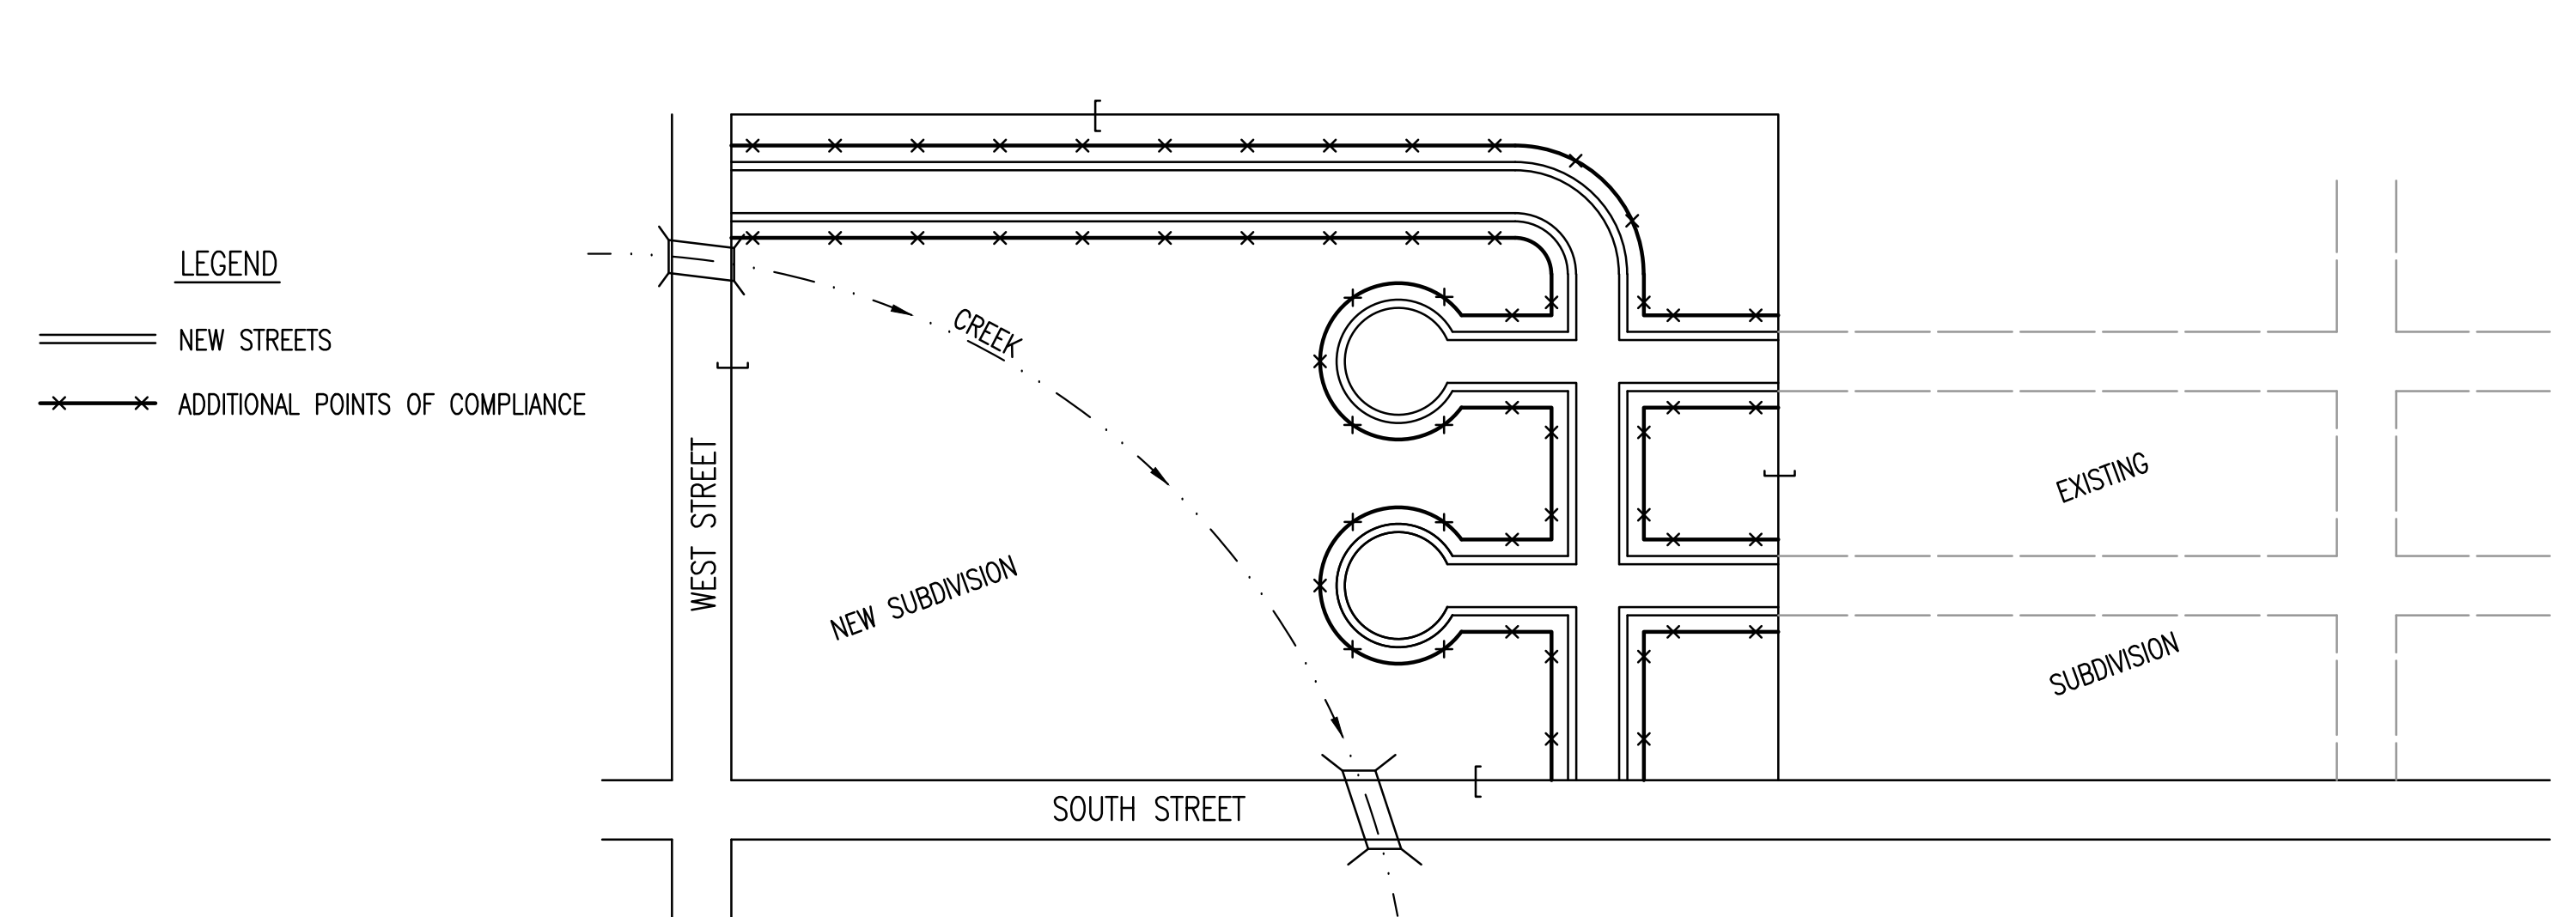 LEGEND
NEW STREETS
ADDITIONAL POINTS OF COMPLIANCE
CREEK
WEST STREET
NEW SUBDIVISION
EXISTING
SUBDIVISION
SOUTH STREET